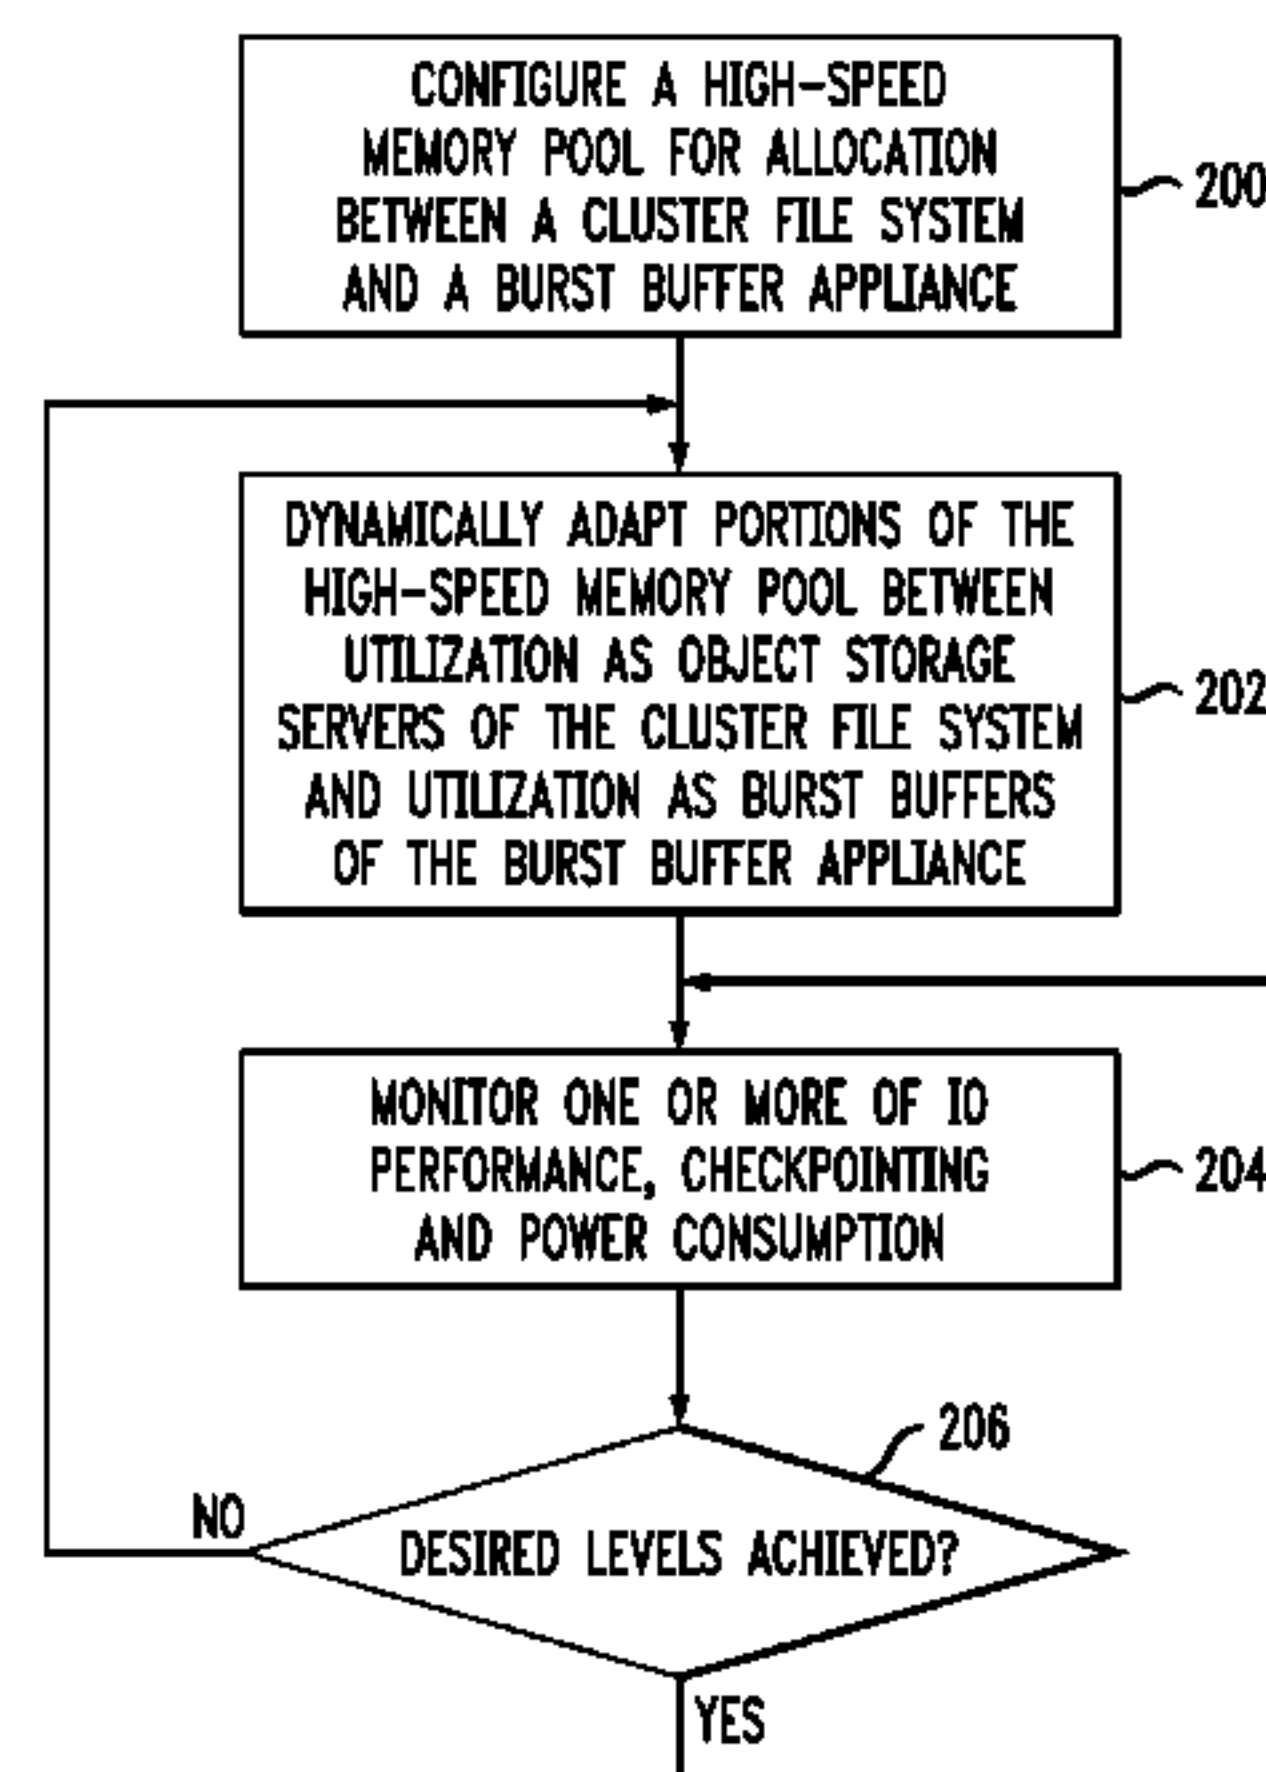 CONFIGURE A HIGH-SPEED
MEMORY POOL FOR ALLOCATION
BETWEEN A CLUSTER FILE SYSTEM
AND A BURST BUFFER APPLIANCE
200
DYNAMICALLY ADAPT PORTIONS OF THE
HIGH-SPEED MEMORY POOL BETWEEN
UTILIZATION AS OBJECT STORAGE
SERVERS OF THE CLUSTER FILE SYSTEM
AND UTILIZATION AS BURST BUFFERS
OF THE BURST BUFFER APPLIANCE
202
MONITOR ONE OR MORE OF IO
PERFORMANCE, CHECKPOINTING
AND POWER CONSUMPTION
204
206
NO
DESIRED LEVELS ACHIEVED?
YES